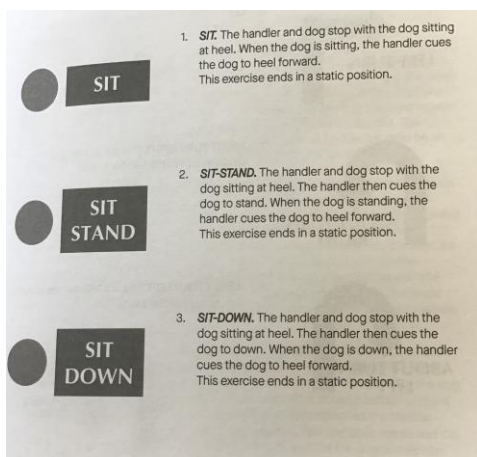 1. SIT. The handler and dog stop with the dog sitting
at heel. When the dog is sitting, the handler cues
the dog to heel forward.
This exercise ends in a static position.
SIT
2. SIT-STAND. The handler and dog stop with the
dog sitting at heel. The handler then cues the
dog to stand. When the dog is standing, the
handler cues the dog to heel forward.
This exercise ends in a static position.
SIT
STAND
3. SIT-DOWN. The handler and dog stop with the
dog sitting at heel. The handler then cues the
dog to down. When the dog is down, the handler
cues the dog to heel forward.
This exercise ends in a static position.
SIT
DOWN